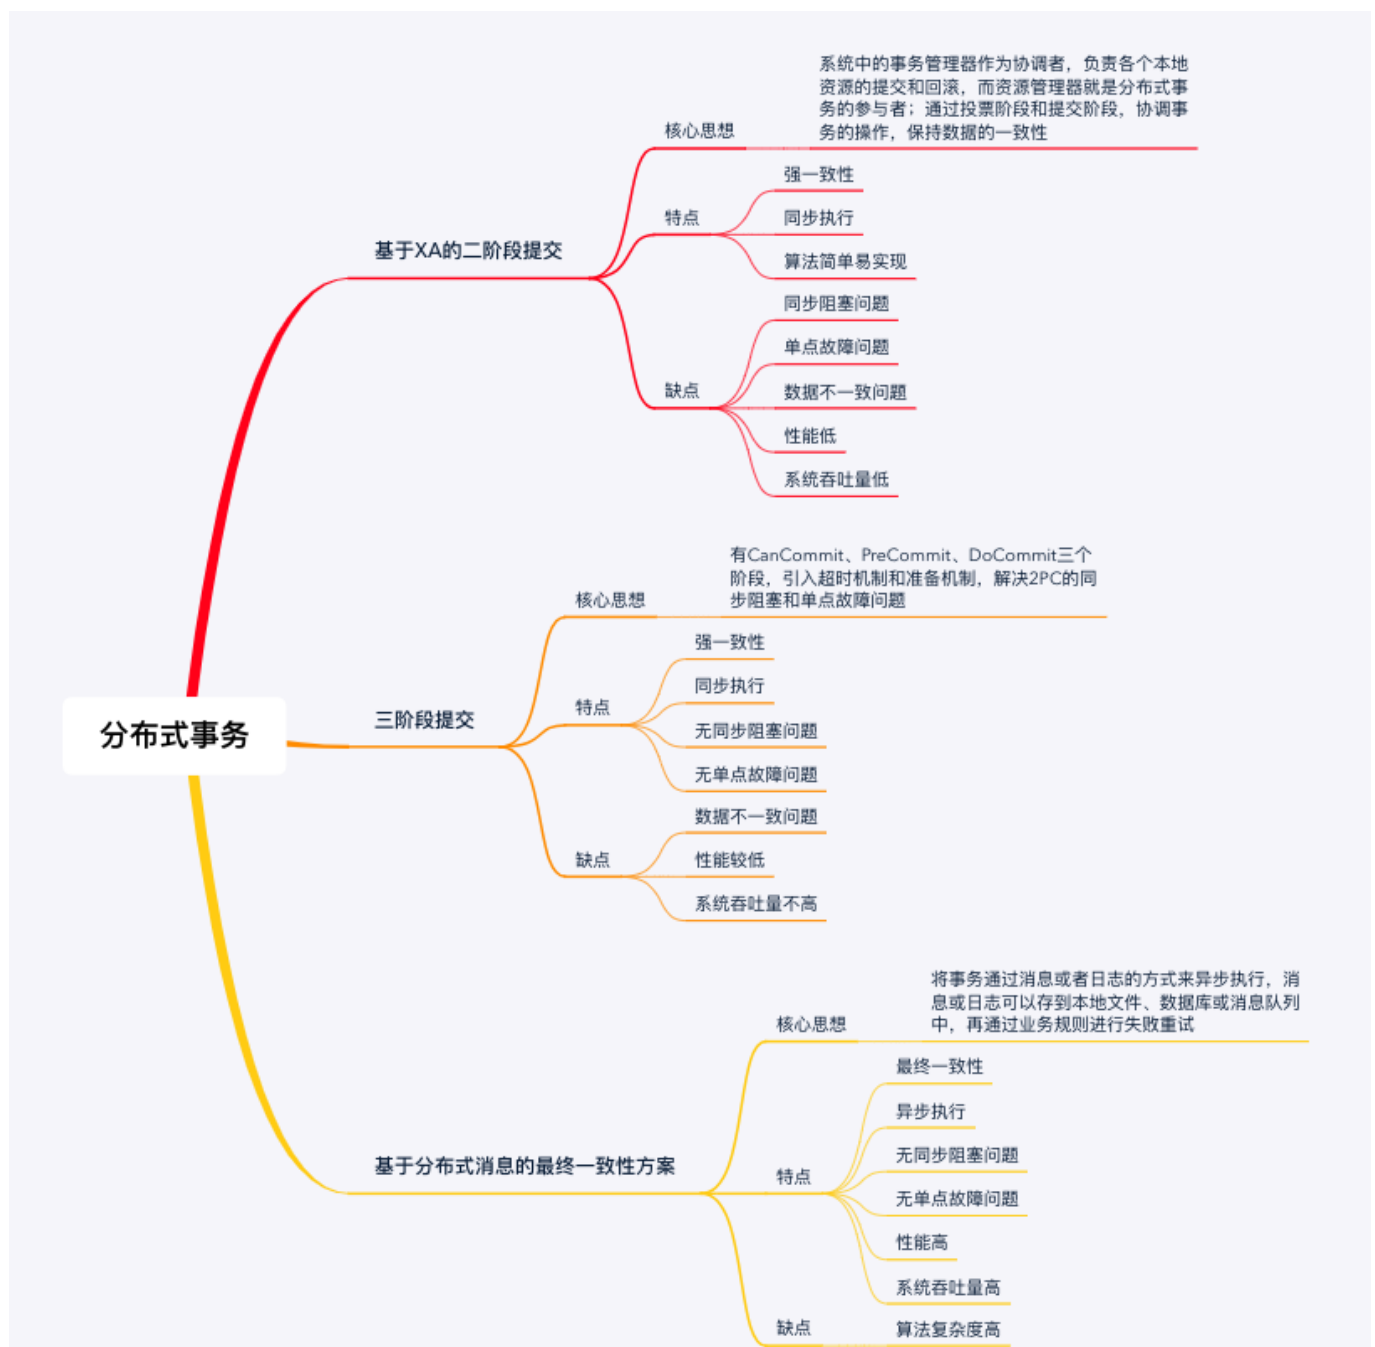 分布式事务
基于XA的二阶段提交
核心思想
系统中的事务管理器作为协调者，负责各个本地
资源的提交和回滚，而资源管理器就是分布式事
务的参与者；通过投票阶段和提交阶段，协调事
务的操作，保持数据的一致性
特点
强一致性
同步执行
算法简单易实现
缺点
同步阻塞问题
单点故障问题
数据不一致问题
性能低
系统吞吐量低
三阶段提交
核心思想
有CanCommit、PreCommit、DoCommit三个
阶段，引入超时机制和准备机制，解决2PC的同
步阻塞和单点故障问题
特点
强一致性
同步执行
无同步阻塞问题
无单点故障问题
缺点
数据不一致问题
性能较低
系统吞吐量不高
基于分布式消息的最终一致性方案
核心思想
将事务通过消息或者日志的方式来异步执行，消
息或日志可以存到本地文件、数据库或消息队列
中，再通过业务规则进行失败重试
特点
最终一致性
异步执行
无同步阻塞问题
无单点故障问题
性能高
系统吞吐量高
缺点
算法复杂度高